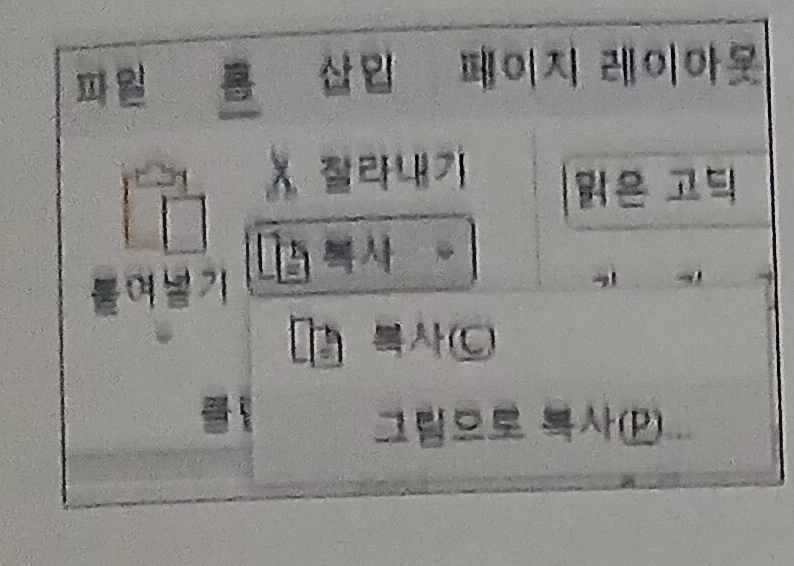 파일 홈 삽입 페이지 레이아웃
잘라내기
맑은 고딕
복사
붙여넣기
복사(C)
그림으로 복사(P)...